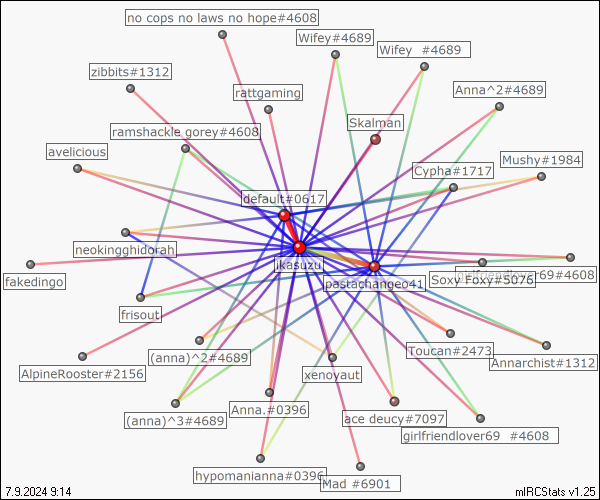 no cops no laws no hope#4608
Wifey#4689
Wifey #4689
zibbits#1312
rattgaming
Anna^2#4689
ramshackle gorey#4608
Skalman
avelicious
Cypha#1717
Mushy#1984
default#0617
neokingghidorah
jkasuzu
fakedingo
pastachange041
Soxy Foxy#5076
girlfriendlover69#4608
frisout
(anna)^2#4689
Toucan#2473
Annarchist#1312
AlpineRooster#2156
xenoyaut
(anna)^3#4689
Anna.#0396
ace deucy#7097
girlfriendlover69 #4608
hypomanianna#0396
Mad #6901
7.9.2024 9:14
mIRCStats v1.25